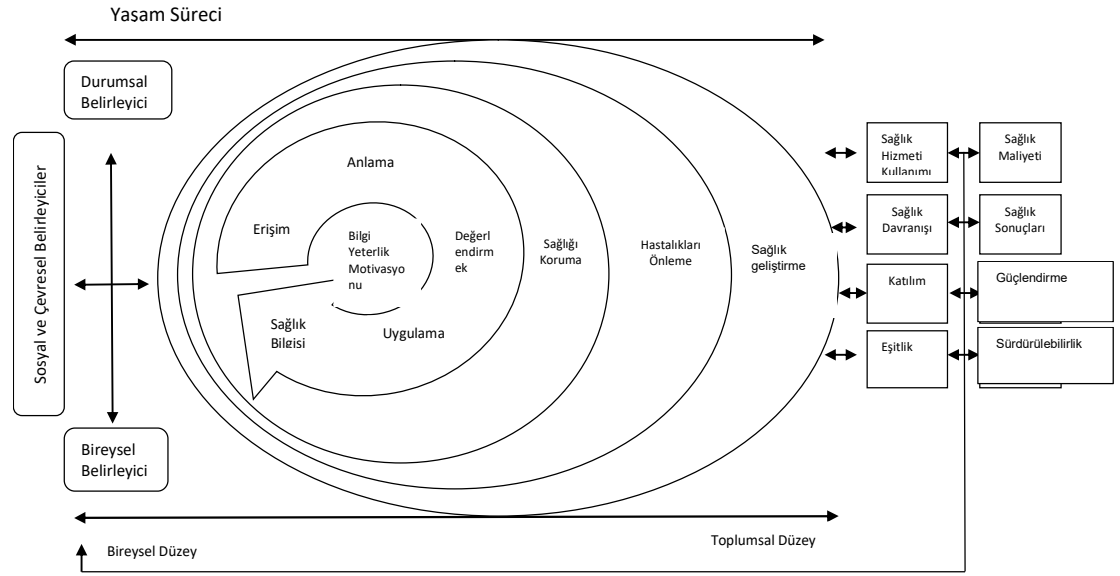 Yaşam Süreci
Durumsal
Belirleyici
Sosyal ve Çevresel Belirleyiciler
Bireysel
Belirleyici
Anlama
Erişim
Bilgi
Yeterlik
Motivasyo
nu
Değerl
endirm
ek
Sağlık
Bilgisi
Uygulama
Sağlığı
Koruma
Hastalıkları
Önleme
Sağlık
geliştirme
Sağlık
Hizmeti
Kullanımı
Sağlık
Maliyeti
Sağlık
Davranışı
Sağlık
Sonuçları
Katılım
Güçlendirme
Eşitlik
Sürdürülebilirlik
Bireysel Düzey
Toplumsal Düzey